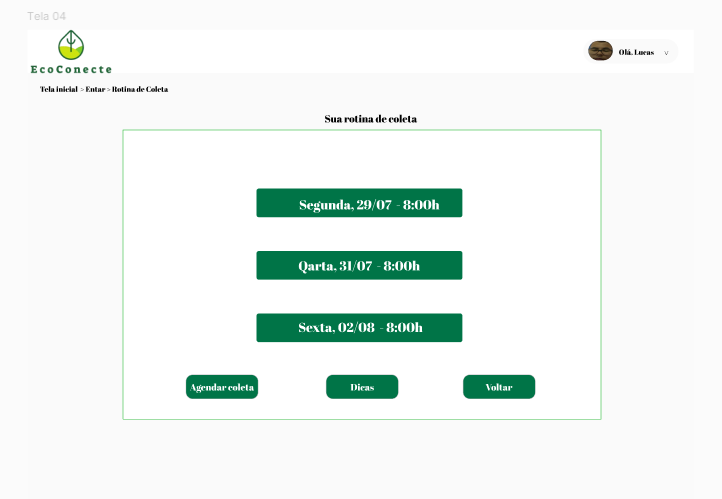 Tela 04
EcoConecte
Olá, Lucas v
Tela inicial > Entar > Rotina de Coleta
Sua rotina de coleta
Segunda, 29/07 - 8:00h
Qarta, 31/07 - 8:00h
Sexta, 02/08 - 8:00h
Agendar coleta
Dicas
Voltar